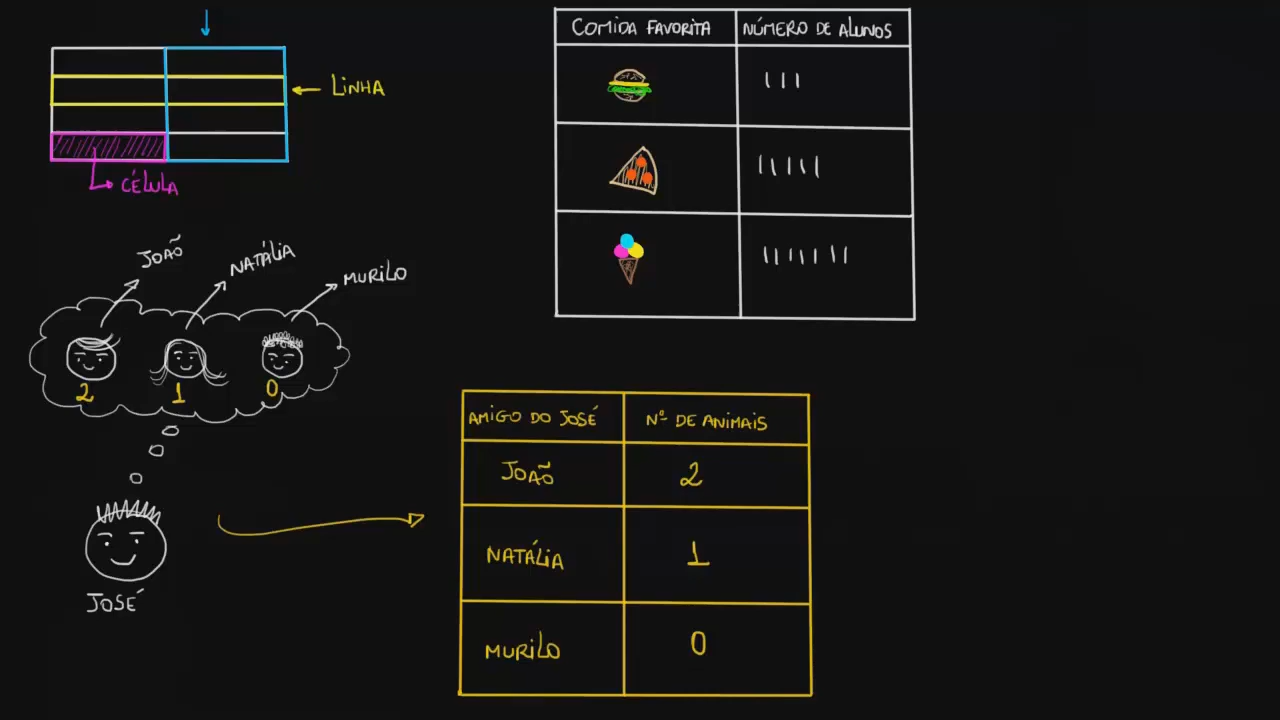 LINHA
CÉLULA
COMIDA FAVORITA NÚMERO DE ALUNOS
JOÃO
NATÁLIA
MURILO
2 1 0
JOSÉ
AMIGO DO JOSÉ Nº DE ANIMAIS
JOÃO 2
NATÁLIA 1
MURILO 0